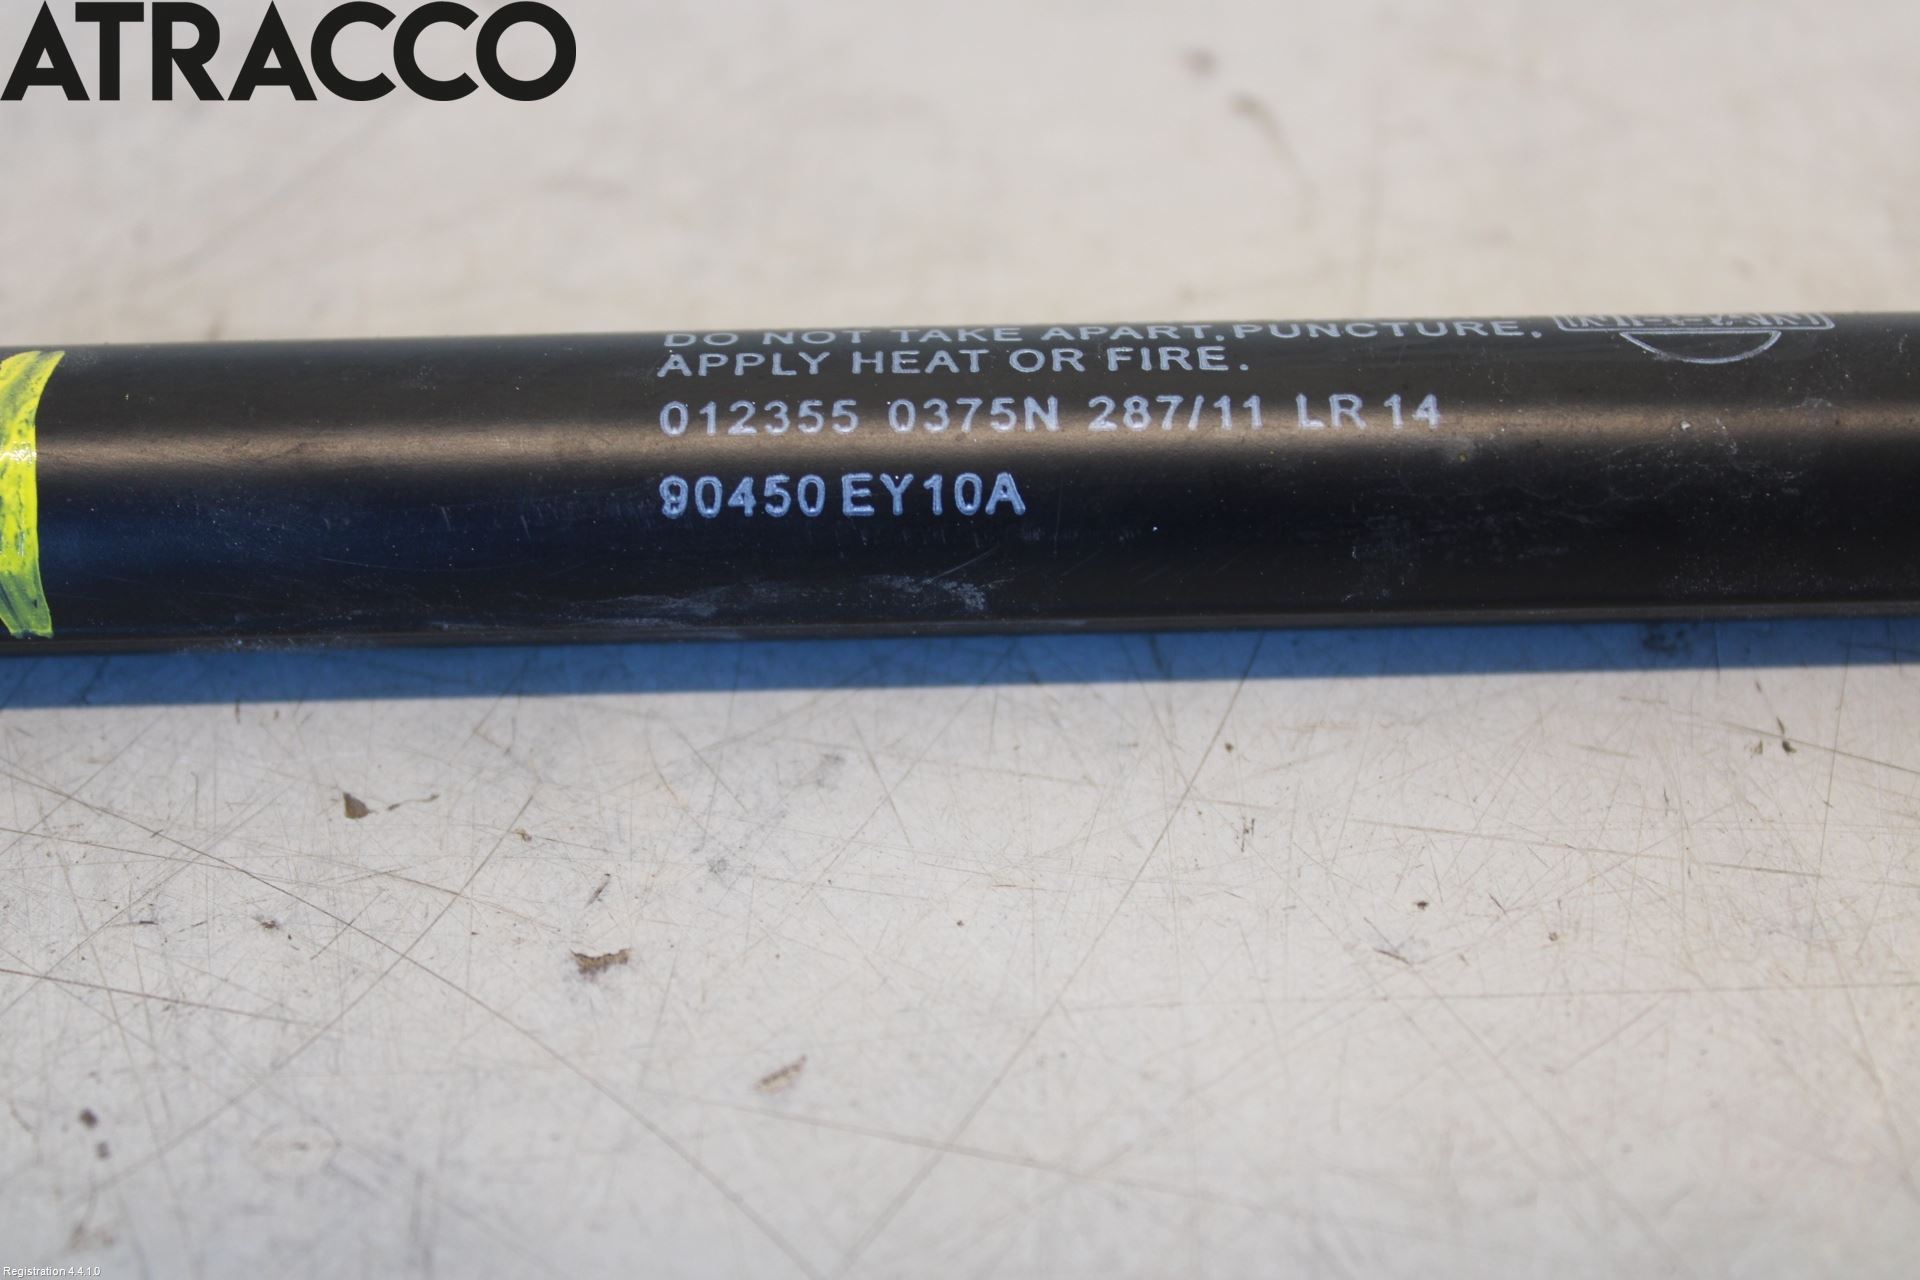 ATRACCO
DO NOT TAKE APART, PUNCTURE,
APPLY HEAT OR FIRE.
012355 0375N 287/11 LR 14
90450 EY10A
Registration 4.4.1.0